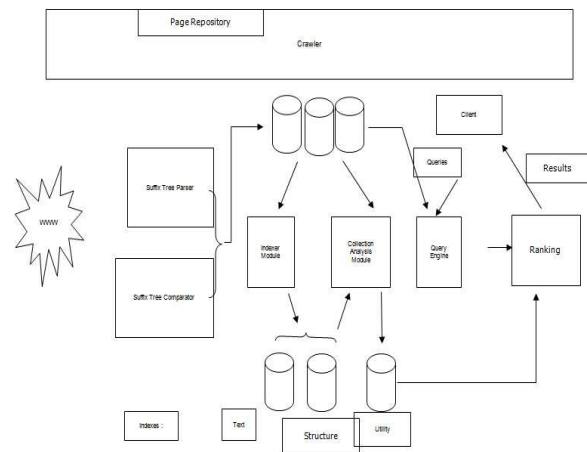 Page Repository
Crawler
Client
Queries
Results
Suffix Tree Parser
WWW
Indexer
Module
Collection
Analysis
Module
Query
Engine
Ranking
Suffix Tree Comparator
Indexes :
Text
Structure
Utility